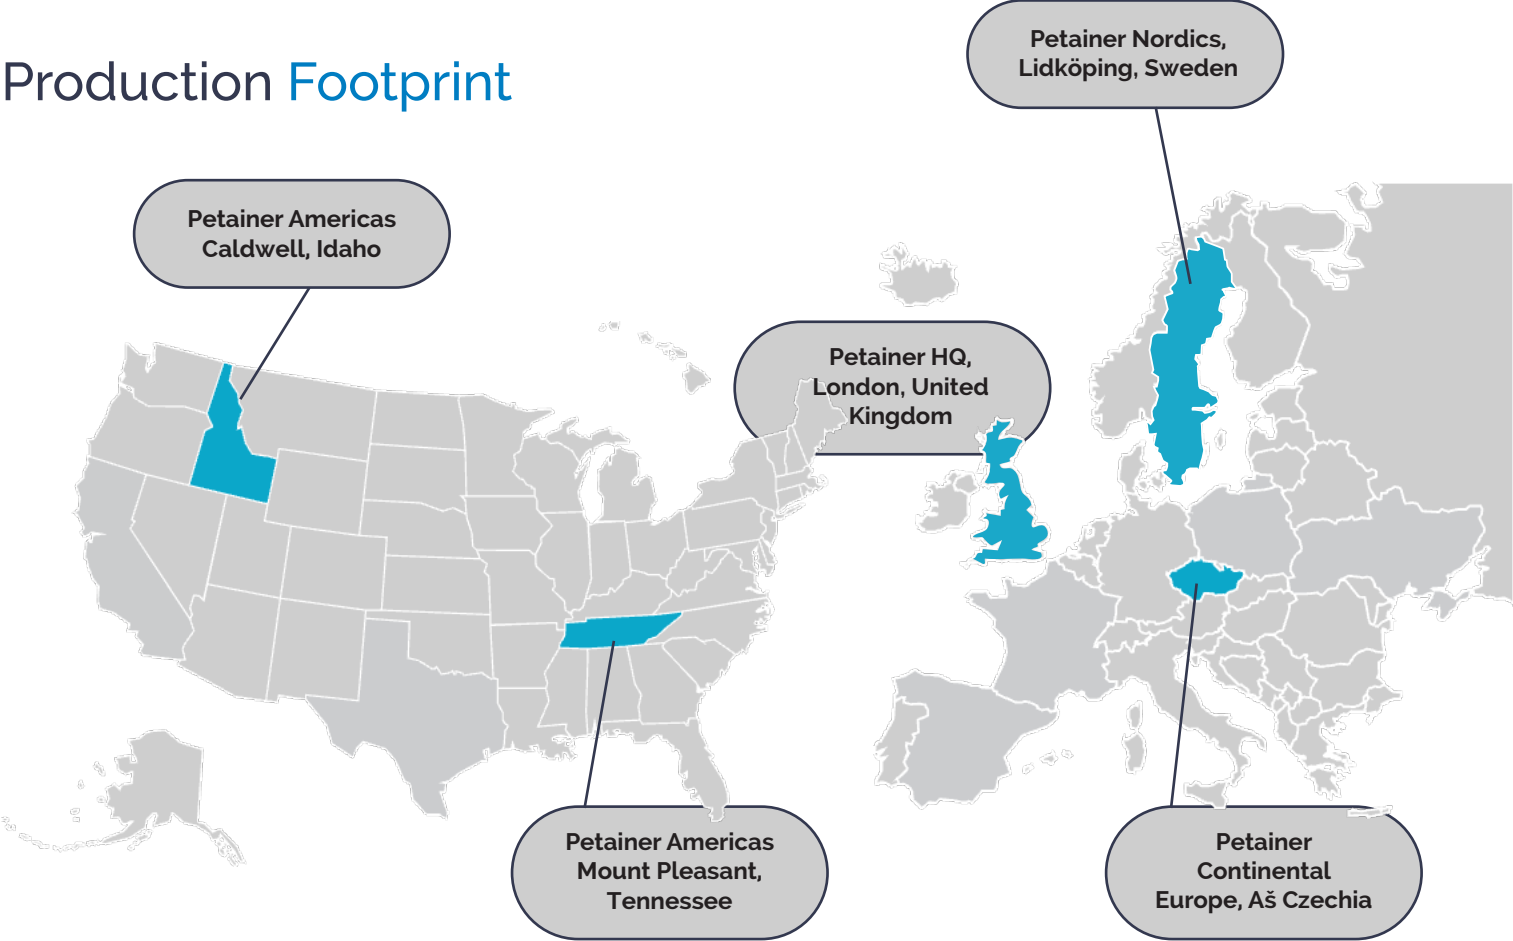 Production Footprint
Petainer Nordics,
Lidköping, Sweden
Petainer Americas
Caldwell, Idaho
Petainer HQ,
London, United
Kingdom
Petainer Americas
Mount Pleasant,
Tennessee
Petainer
Continental
Europe, Aš Czechia